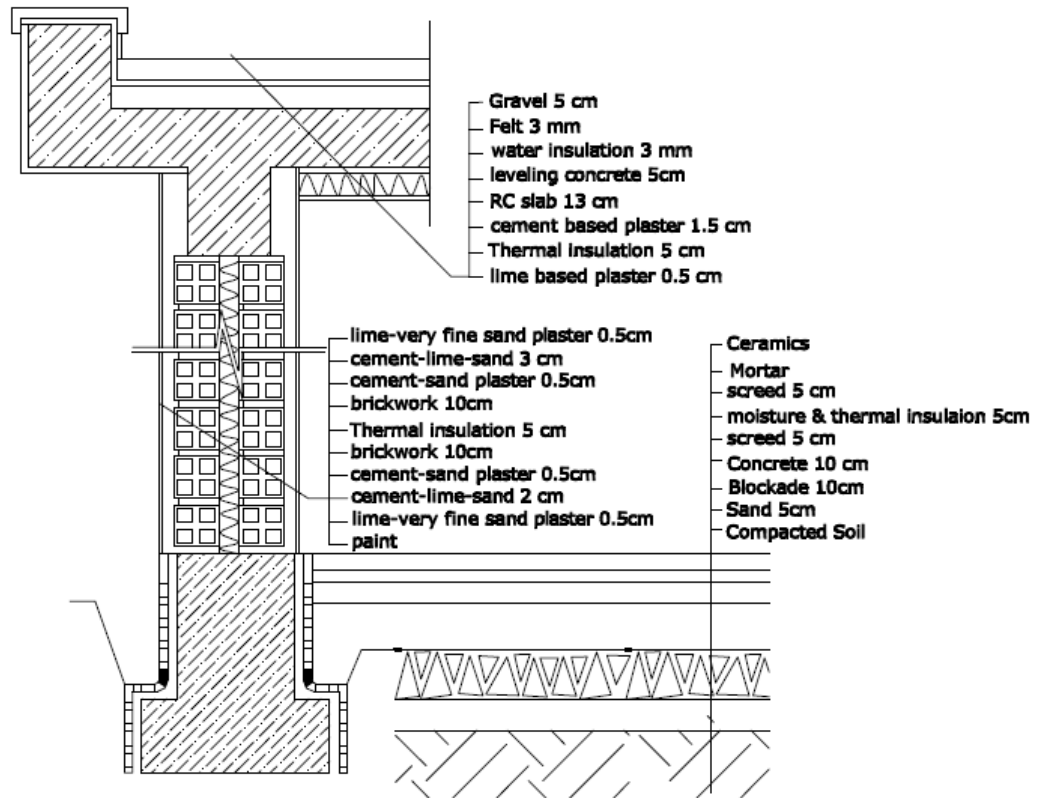 Gravel 5 cm
Felt 3 mm
water insulation 3 mm
leveling concrete 5cm
RC slab 13 cm
cement based plaster 1.5 cm
Thermal insulation 5 cm
lime based plaster 0.5 cm
lime-very fine sand plaster 0.5cm
cement-lime-sand 3 cm
cement-sand plaster 0.5cm
brickwork 10cm
Thermal insulation 5 cm
brickwork 10cm
cement-sand plaster 0.5cm
cement-lime-sand 2 cm
lime-very fine sand plaster 0.5cm
paint
Ceramics
Mortar
screed 5 cm
moisture & thermal insulaion 5cm
screed 5 cm
Concrete 10 cm
Blockade 10cm
Sand 5cm
Compacted Soil